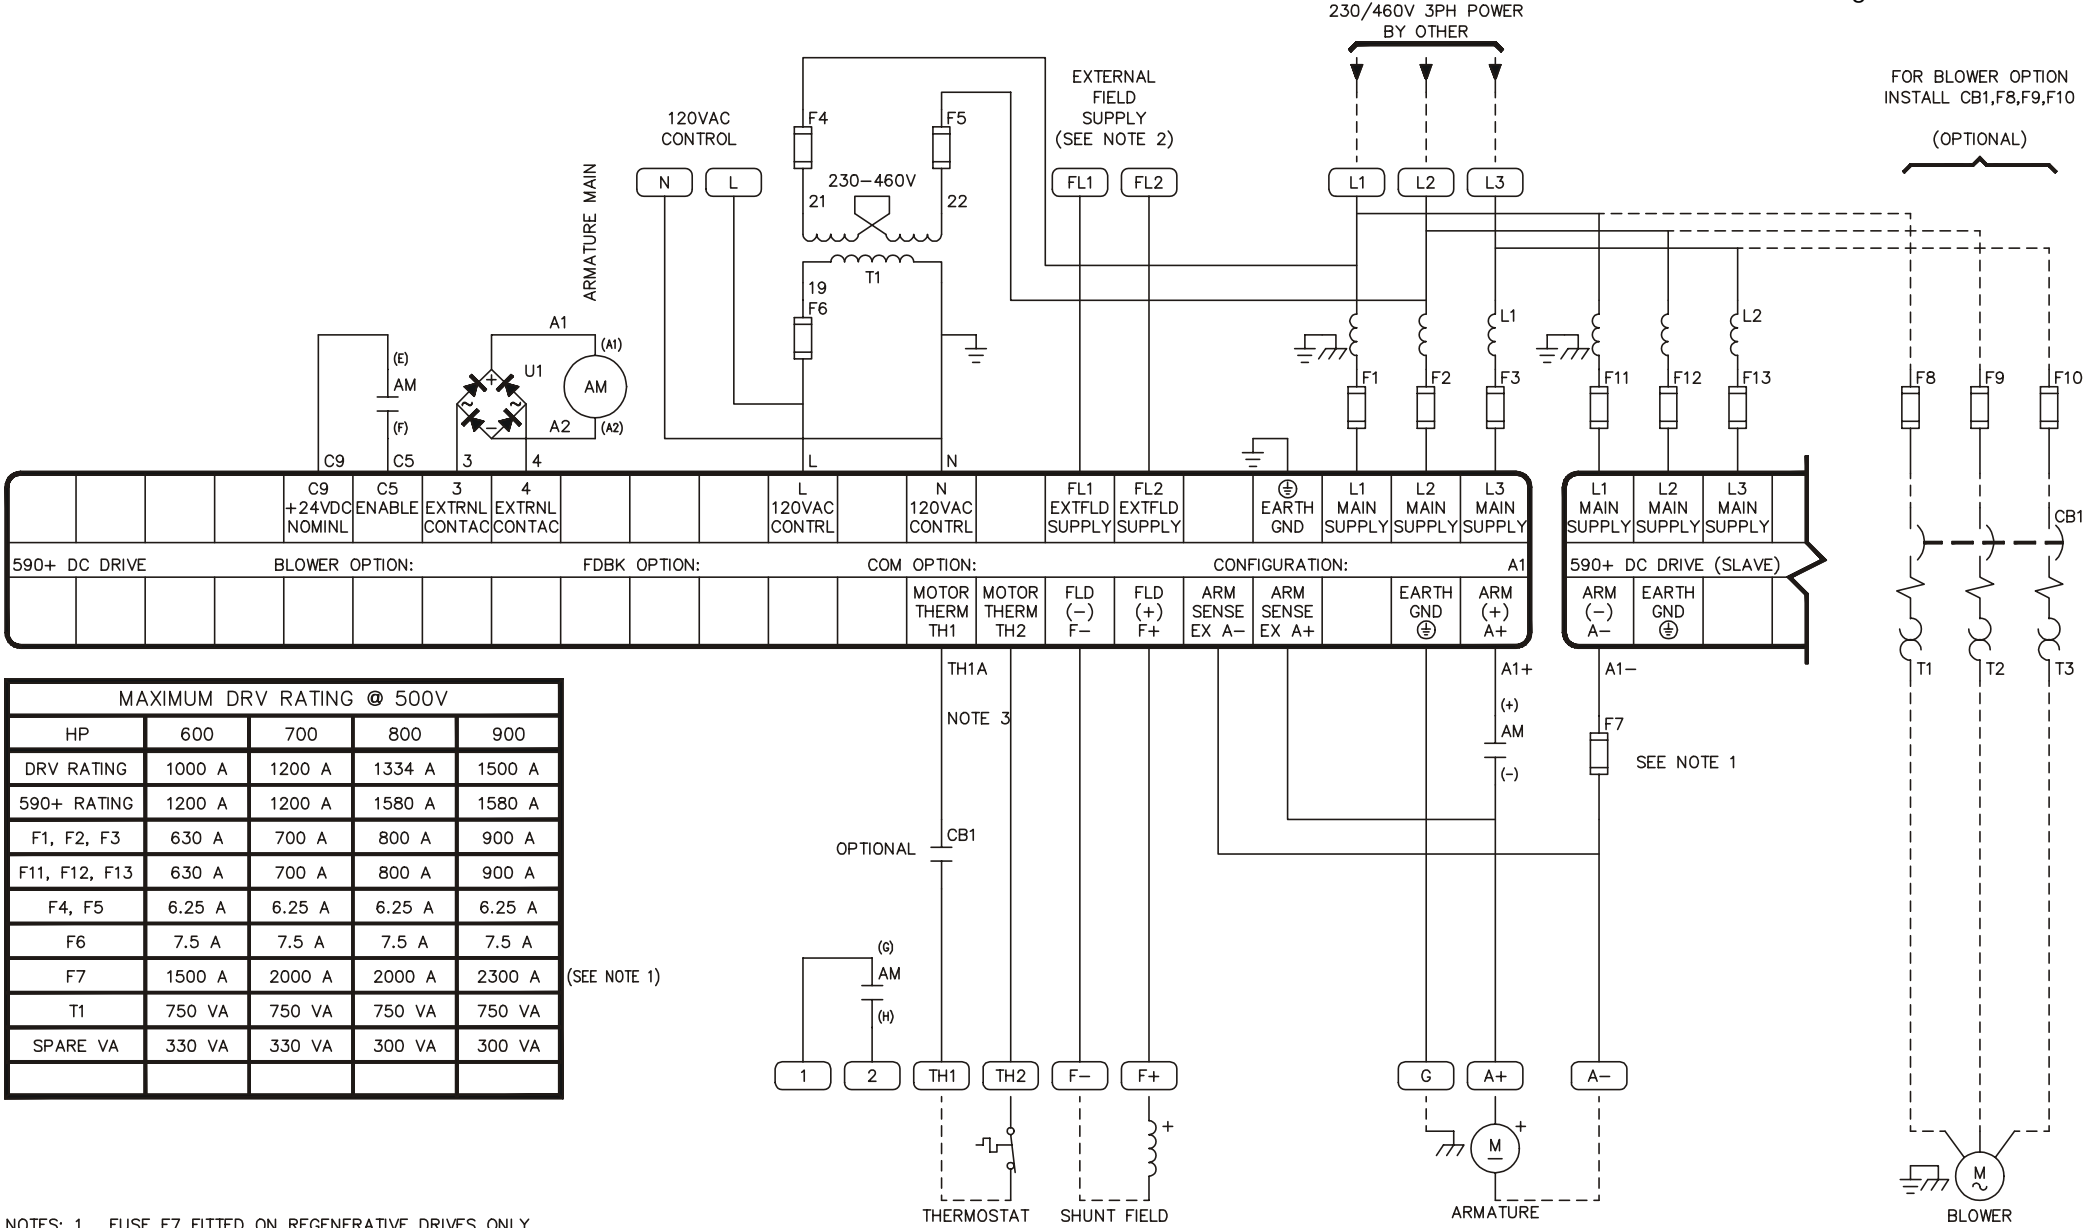 230/460V 3PH POWER
BY OTHER
EXTERNAL
FIELD
SUPPLY
(SEE NOTE 2)
FOR BLOWER OPTION
INSTALL CB1,F8,F9,F10
(OPTIONAL)
120VAC
CONTROL
F4
F5
ARMATURE MAIN
N
L
230-460V
FL1
FL2
L1
L2
L3
21
22
T1
19
F6
A1
(A1)
U1
AM
A2
(A2)
(E)
AM
(F)
L1
L2
F1
F2
F3
F11
F12
F13
F8
F9
F10
C9
C5
3
4
L
N
+
~
~
-
C9
+24VDC
NOMINL
C5
ENABLE
3
EXTRNL
CONTAC
4
EXTRNL
CONTAC
L
120VAC
CONTRL
N
120VAC
CONTRL
FL1
EXTFLD
SUPPLY
FL2
EXTFLD
SUPPLY
EARTH
GND
L1
MAIN
SUPPLY
L2
MAIN
SUPPLY
L3
MAIN
SUPPLY
L1
MAIN
SUPPLY
L2
MAIN
SUPPLY
L3
MAIN
SUPPLY
CB1
590+ DC DRIVE
BLOWER OPTION:
FDBK OPTION:
COM OPTION:
CONFIGURATION:
A1
590+ DC DRIVE (SLAVE)
MOTOR
THERM
TH1
MOTOR
THERM
TH2
FLD
(-)
F-
FLD
(+)
F+
ARM
SENSE
EX A-
ARM
SENSE
EX A+
EARTH
GND
ARM
(+)
A+
ARM
(-)
A-
EARTH
GND
TH1A
A1+
A1-
T1
T2
T3
NOTE 3
(+)
AM
(-)
F7
SEE NOTE 1
OPTIONAL
CB1
MAXIMUM DRV RATING @ 500V
HP 600 700 800 900
DRV RATING 1000 A 1200 A 1334 A 1500 A
590+ RATING 1200 A 1200 A 1580 A 1580 A
F1, F2, F3 630 A 700 A 800 A 900 A
F11, F12, F13 630 A 700 A 800 A 900 A
F4, F5 6.25 A 6.25 A 6.25 A 6.25 A
F6 7.5 A 7.5 A 7.5 A 7.5 A
F7 1500 A 2000 A 2000 A 2300 A (SEE NOTE 1)
T1 750 VA 750 VA 750 VA 750 VA
SPARE VA 330 VA 330 VA 300 VA 300 VA
(G)
AM
(H)
1
2
TH1
TH2
F-
F+
G
A+
A-
+
M
+
M
~
THERMOSTAT
SHUNT FIELD
ARMATURE
BLOWER
NOTES: 1. FUSE F7 FITTED ON REGENERATIVE DRIVES ONLY